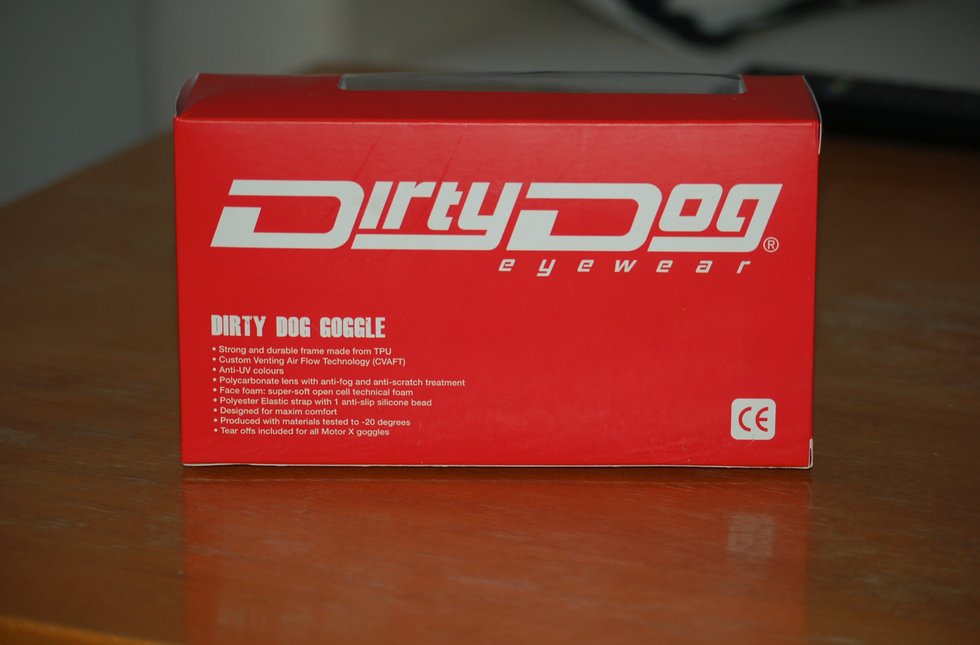 DirtyDog®
eyewear
DIRTY DOG GOGGLE
• Strong and durable frame made from TPU
• Custom Venting Air Flow Technology (CVAFT)
• Anti-UV colours
• Polycarbonate lens with anti-fog and anti-scratch treatment
• Face foam: super-soft open cell technical foam
• Polyester Elastic strap with 1 anti-slip silicone bead
• Designed for maxim comfort
• Produced with materials tested to -20 degrees
• Tear offs included for all Motor X goggles
CE